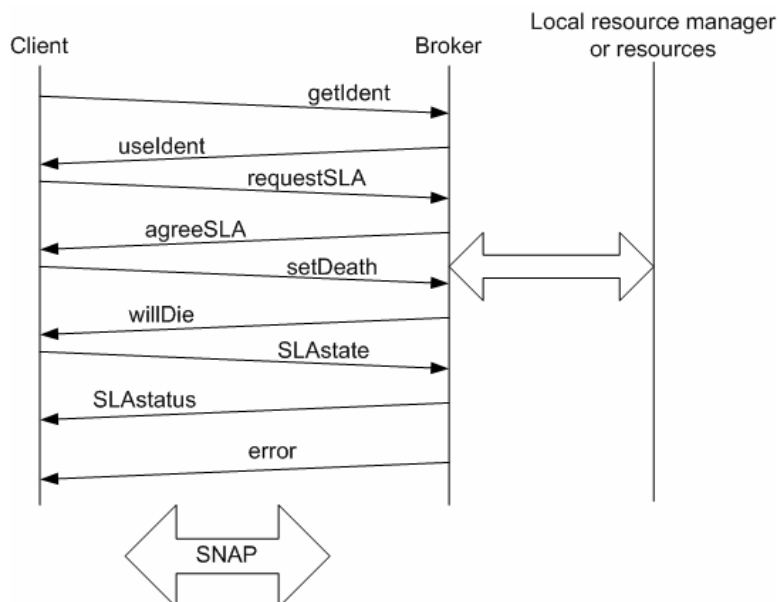 Client
Broker
Local resource manager
or resources
getIdent
useIdent
requestSLA
agreeSLA
setDeath
willDie
SLAstate
SLAstatus
error
SNAP